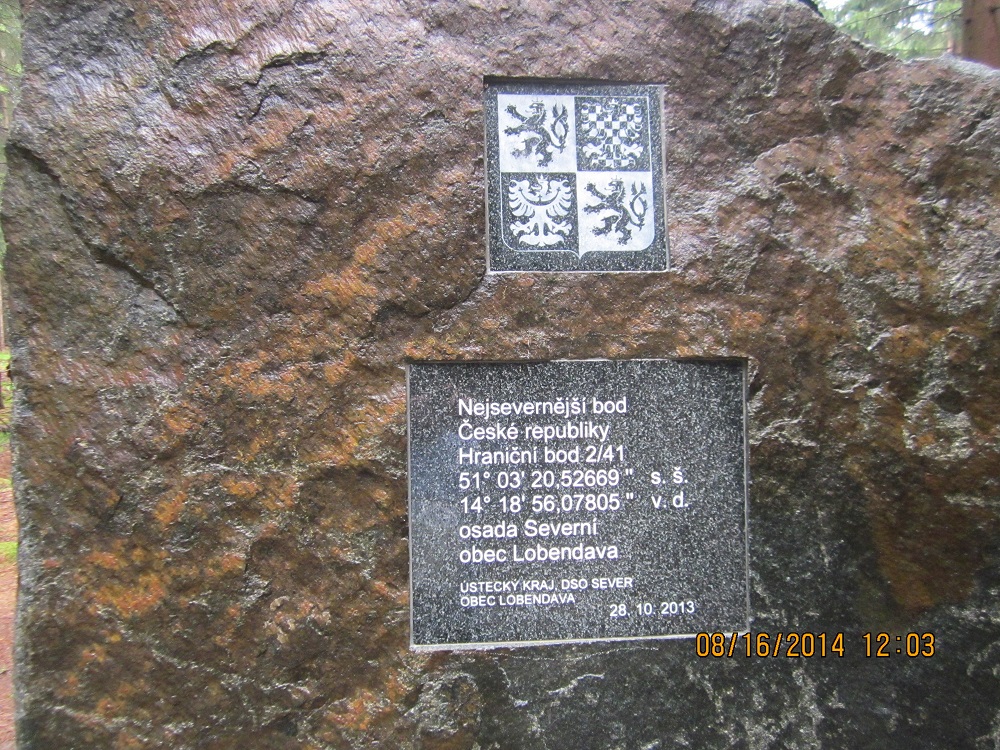 Nejsevernější bod
České republiky
Hraniční bod 2/41
51° 03' 20,52669 " s. š.
14° 18' 56,07805 " v. d.
osada Severní
obec Lobendava
ÚSTECKÝ KRAJ, DSO SEVER
OBEC LOBENDAVA
28. 10. 2013
08/16/2014 12:03